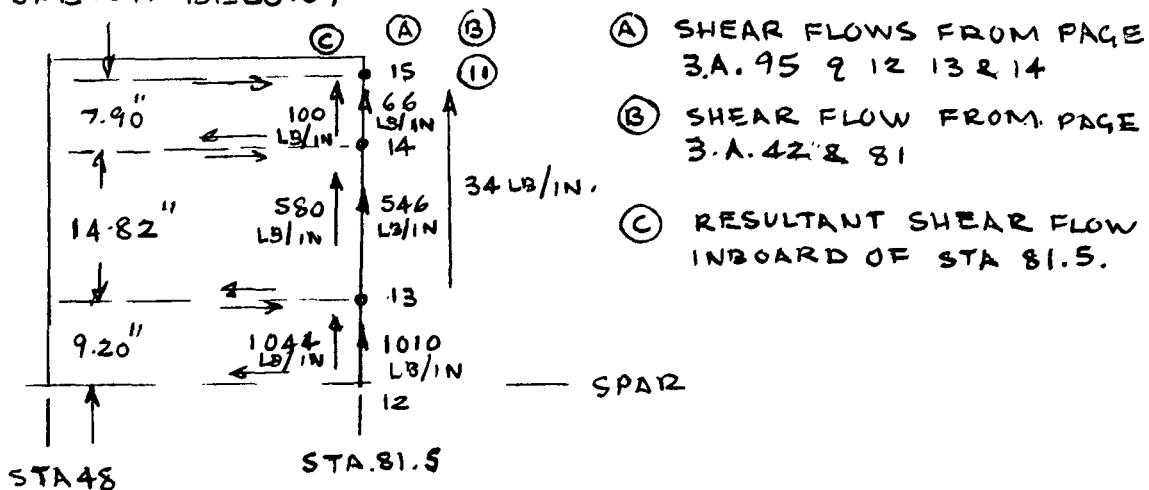 Ⓒ Ⓐ Ⓑ
15 ⑪
7.90"
100 LB/IN
66 LB/IN
14
34 LB/IN.
14.82"
580 LB/IN
546 LB/IN
13
9.20"
1044 LB/IN
1010 LB/IN
SPAR
12
STA 48
STA.81.5
Ⓐ SHEAR FLOWS FROM PAGE
3.A.95 9 12 13 & 14
Ⓑ SHEAR FLOW FROM PAGE
3.A.42 & 81
Ⓒ RESULTANT SHEAR FLOW
INBOARD OF STA 81.5.